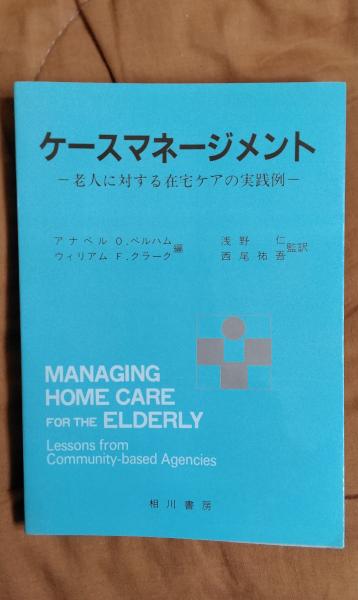 ケースマネージメント
－老人に対する在宅ケアの実践例－
アナベル O.ペルハム
ウィリアム F.クラーク 編
浅野 仁
西尾祐吾 監訳
MANAGING
HOME CARE
FOR THE ELDERLY
Lessons from
Community-based Agencies
相川書房